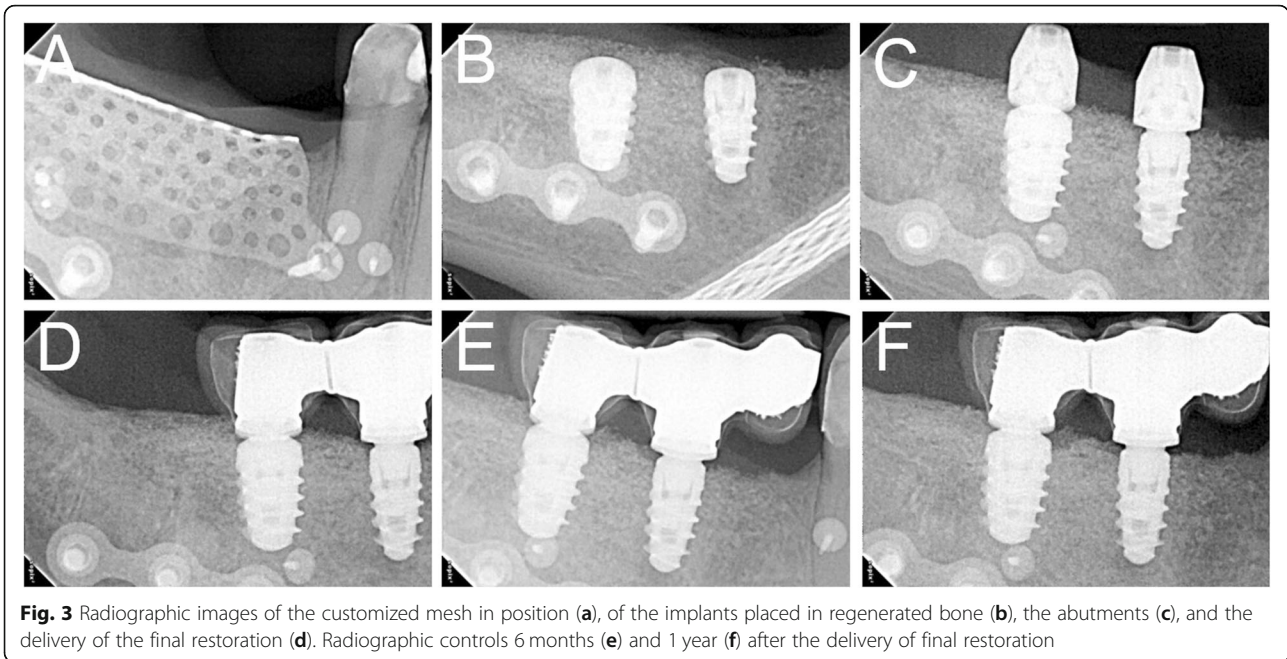 A
B
C
D
E
F
Fig. 3 Radiographic images of the customized mesh in position (a), of the implants placed in regenerated bone (b), the abutments (c), and the
delivery of the final restoration (d). Radiographic controls 6 months (e) and 1 year (f) after the delivery of final restoration